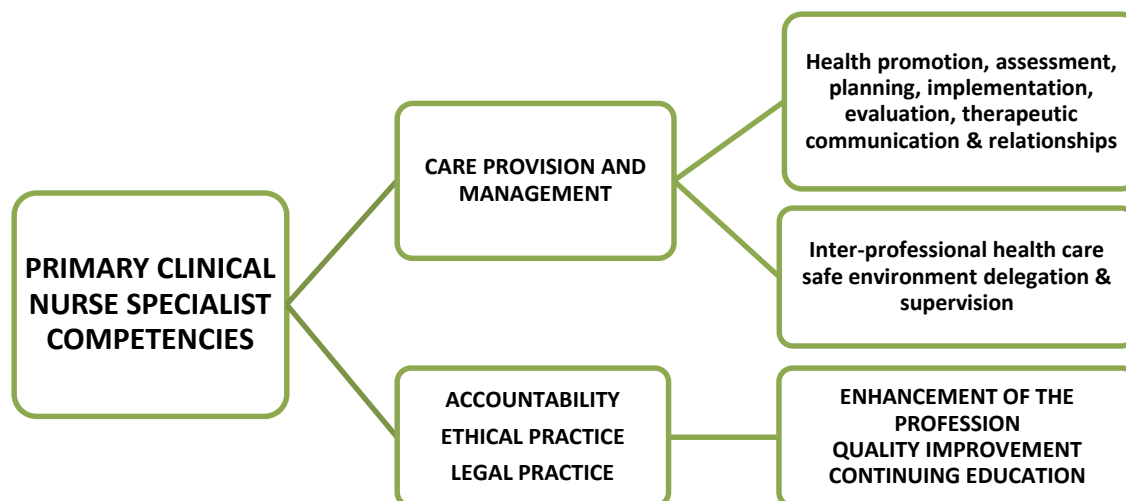 PRIMARY CLINICAL
NURSE SPECIALIST
COMPETENCIES
CARE PROVISION AND
MANAGEMENT
Health promotion, assessment,
planning, implementation,
evaluation, therapeutic
communication & relationships
Inter-professional health care
safe environment delegation &
supervision
ACCOUNTABILITY
ETHICAL PRACTICE
LEGAL PRACTICE
ENHANCEMENT OF THE
PROFESSION
QUALITY IMPROVEMENT
CONTINUING EDUCATION